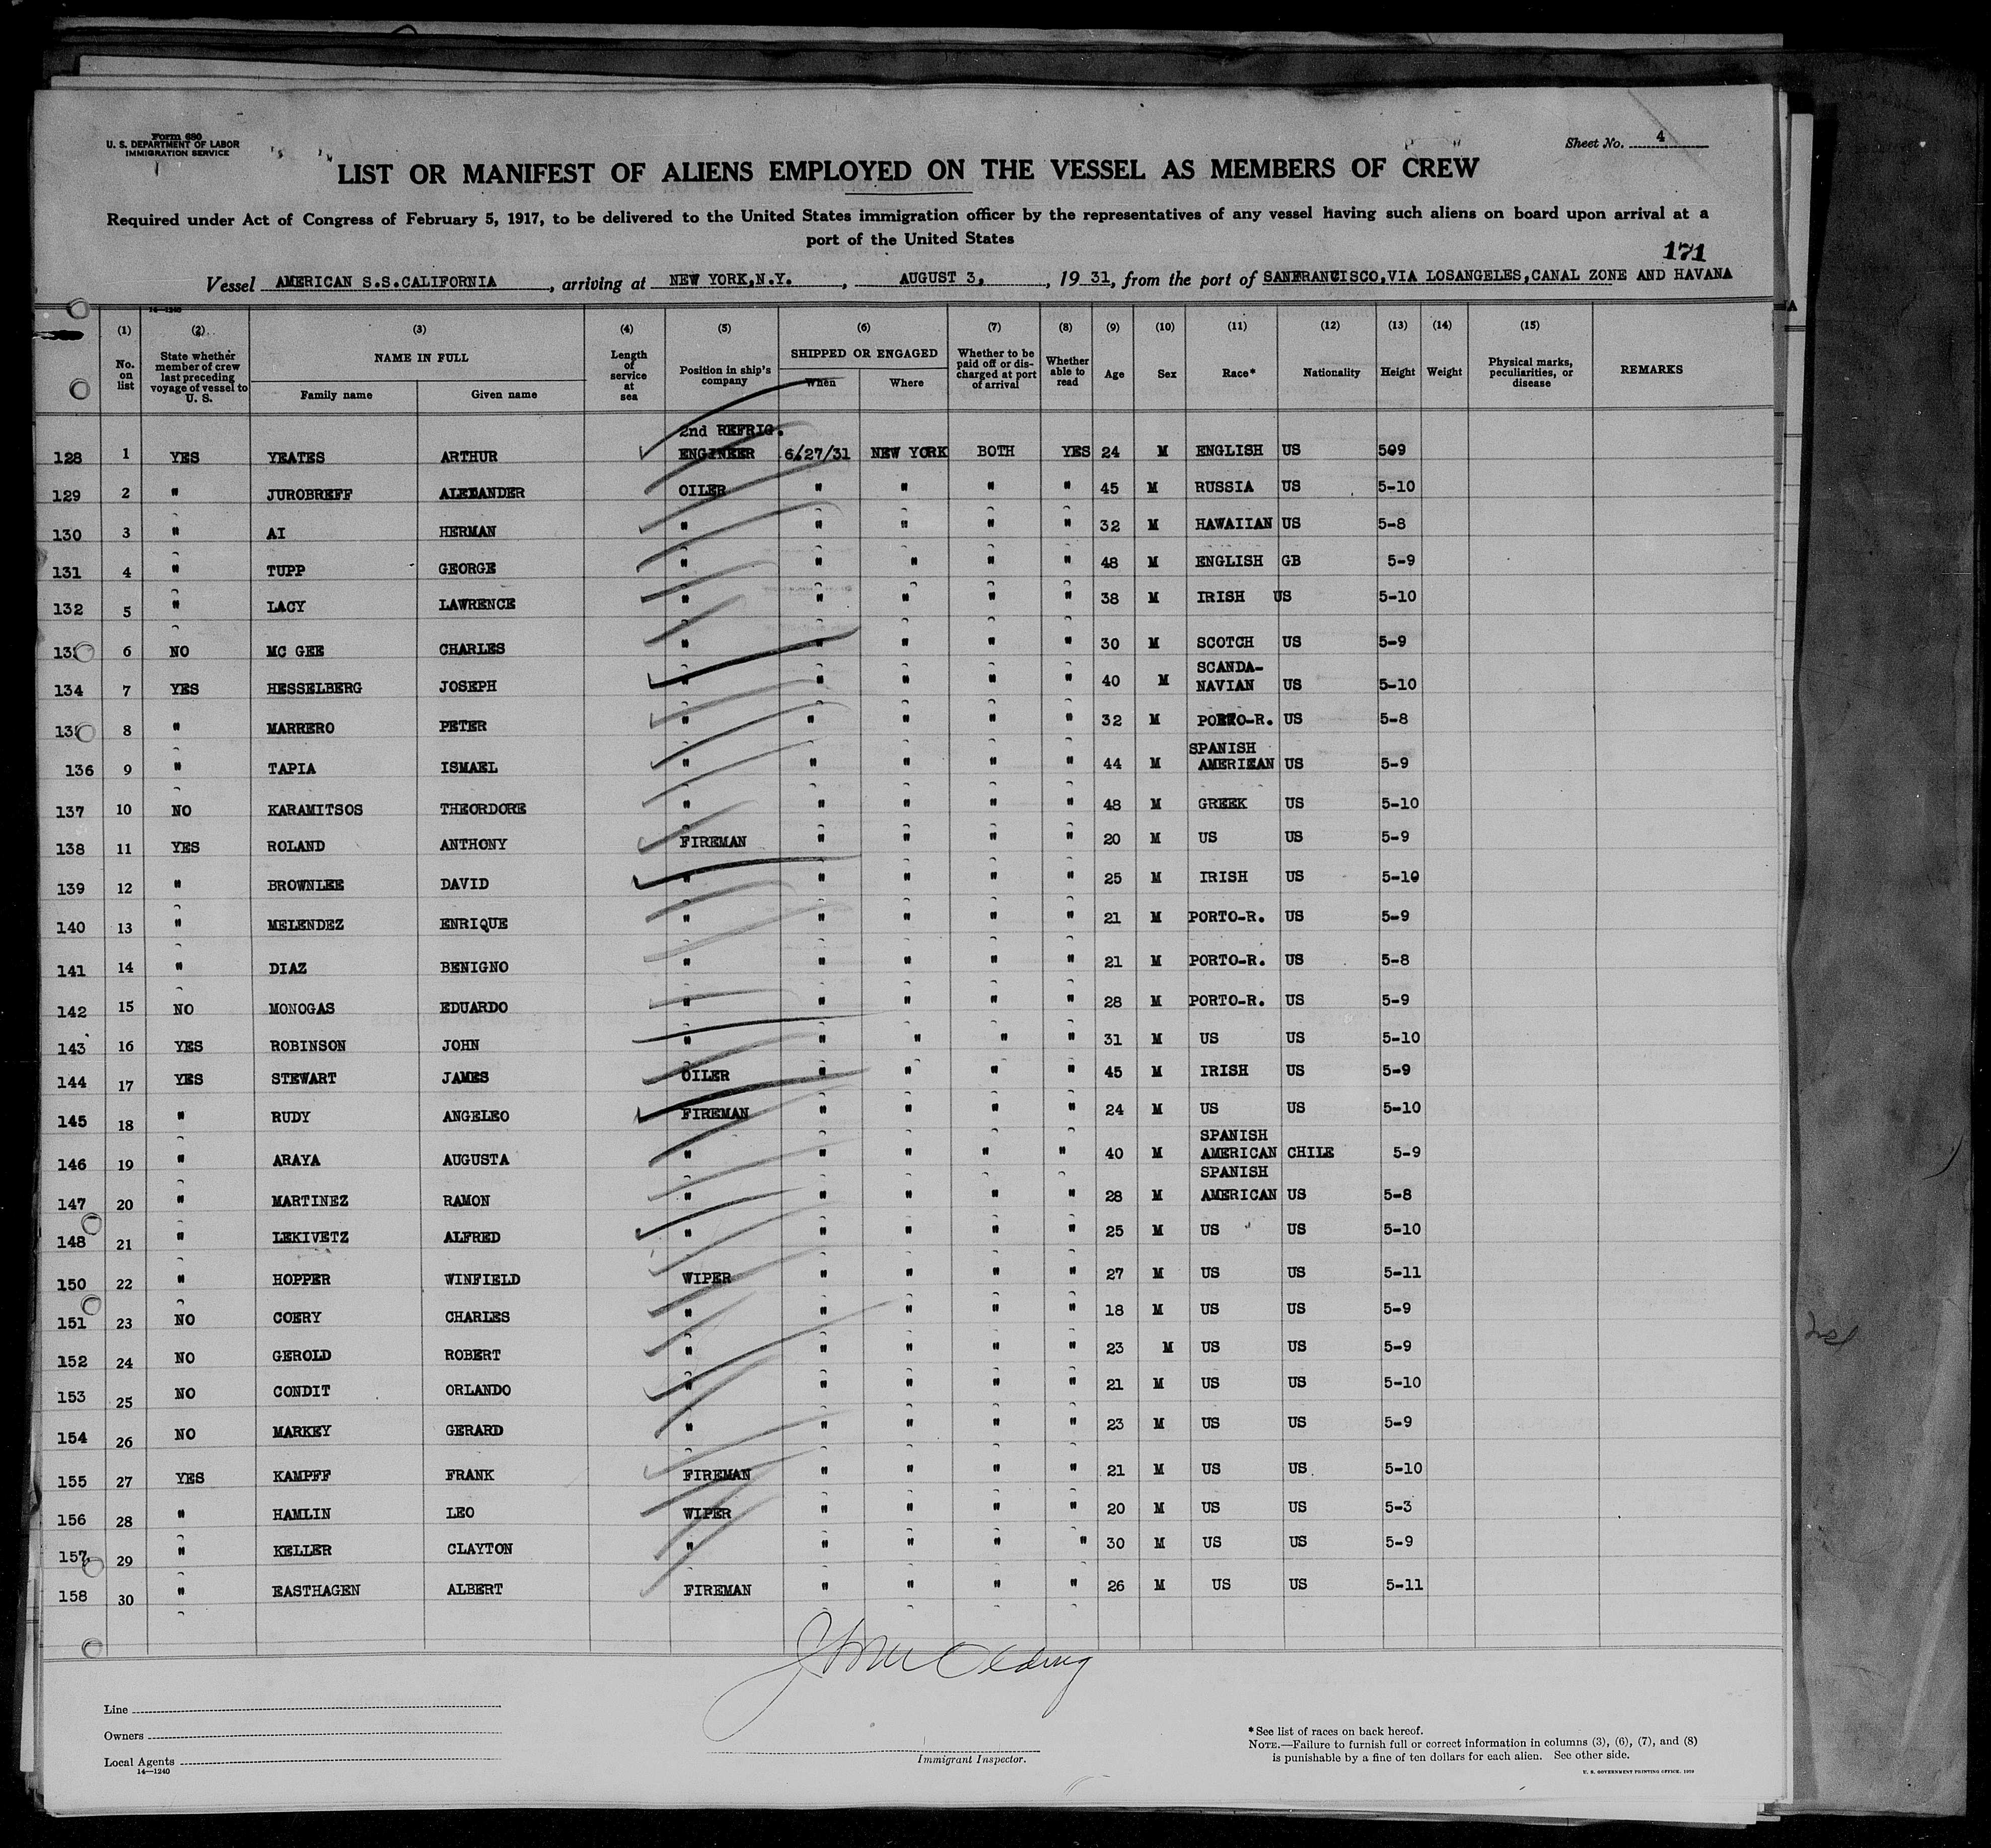 Form 680
U. S. DEPARTMENT OF LABOR
IMMIGRATION SERVICE
Sheet No. 4
LIST OR MANIFEST OF ALIENS EMPLOYED ON THE VESSEL AS MEMBERS OF CREW
Required under Act of Congress of February 5, 1917, to be delivered to the United States immigration officer by the representatives of any vessel having such aliens on board upon arrival at a
port of the United States
171
Vessel AMERICAN S.S.CALIFORNIA, arriving at NEW YORK,N.Y., AUGUST 3, , 19 31, from the port of SANFRANCISCO,VIA LOSANGELES,CANAL ZONE AND HAVANA
14—1240
(1) (2) (3) (4) (5) (6) (7) (8) (9) (10) (11) (12) (13) (14) (15)
No. on list
State whether member of crew last preceding voyage of vessel to U. S.
NAME IN FULL
Family name
Given name
Length of service at sea
Position in ship's company
SHIPPED OR ENGAGED
When
Where
Whether to be paid off or discharged at port of arrival
Whether able to read
Age
Sex
Race*
Nationality
Height
Weight
Physical marks, peculiarities, or disease
REMARKS
2nd REFRIG.
128 1 YES YEATES ARTHUR ENGINEER 6/27/31 NEW YORK BOTH YES 24 M ENGLISH US 509
129 2 " JUROBREFF ALEXANDER OILER " " " " 45 M RUSSIA US 5-10
130 3 " AI HERMAN " " " " " 32 M HAWAIIAN US 5-8
131 4 " TUPP GEORGE " " " " " 48 M ENGLISH GB 5-9
132 5 " LACY LAWRENCE " " " " " 38 M IRISH US 5-10
13 6 NO MC GEE CHARLES " " " " " 30 M SCOTCH US 5-9
SCANDA-
134 7 YES HESSELBERG JOSEPH " " " " " 40 M NAVIAN US 5-10
13 8 " MARRERO PETER " " " " " 32 M PORTO-R. US 5-8
SPANISH
136 9 " TAPIA ISMAEL " " " " " 44 M AMERICAN US 5-9
137 10 NO KARAMITSOS THEORDORE " " " " " 48 M GREEK US 5-10
138 11 YES ROLAND ANTHONY FIREMAN " " " " 20 M US US 5-9
139 12 " BROWNLEE DAVID " " " " " 25 M IRISH US 5-10
140 13 " MELENDEZ ENRIQUE " " " " " 21 M PORTO-R. US 5-9
141 14 " DIAZ BENIGNO " " " " " 21 M PORTO-R. US 5-8
142 15 NO MONOGAS EDUARDO " " " " " 28 M PORTO-R. US 5-9
143 16 YES ROBINSON JOHN " " " " " 31 M US US 5-10
144 17 YES STEWART JAMES OILER " " " " 45 M IRISH US 5-9
145 18 " RUDY ANGELEO FIREMAN " " " " 24 M US US 5-10
SPANISH
146 19 " ARAYA AUGUSTA " " " " " 40 M AMERICAN CHILE 5-9
SPANISH
147 20 " MARTINEZ RAMON " " " " " 28 M AMERICAN US 5-8
148 21 " LEKIVETZ ALFRED " " " " " 25 M US US 5-10
150 22 " HOPPER WINFIELD WIPER " " " " 27 M US US 5-11
151 23 NO COERY CHARLES " " " " " 18 M US US 5-9
152 24 NO GEROLD ROBERT " " " " " 23 M US US 5-9
153 25 NO CONDIT ORLANDO " " " " " 21 M US US 5-10
154 26 NO MARKEY GERARD " " " " " 23 M US US 5-9
155 27 YES KAMPFF FRANK FIREMAN " " " " 21 M US US 5-10
156 28 " HAMLIN LEO WIPER " " " " 20 M US US 5-3
157 29 " KELLER CLAYTON " " " " " 30 M US US 5-9
158 30 " EASTHAGEN ALBERT FIREMAN " " " " 26 M US US 5-11
Line
Owners
Local Agents
14—1240
Immigrant Inspector.
*See list of races on back hereof.
NOTE.—Failure to furnish full or correct information in columns (3), (6), (7), and (8)
is punishable by a fine of ten dollars for each alien. See other side.
U. S. GOVERNMENT PRINTING OFFICE. 1929